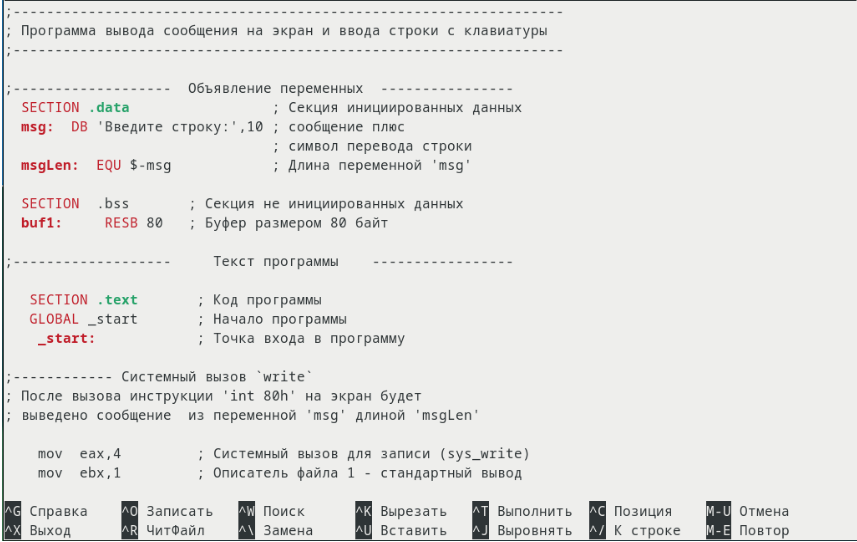 ;-------------------------------------------------------------------
; Программа вывода сообщения на экран и ввода строки с клавиатуры
;-------------------------------------------------------------------
;-------------------  Объявление переменных  ----------------
SECTION .data                 ; Секция инициированных данных
msg:  DB 'Введите строку:',10 ; сообщение плюс
; символ перевода строки
msgLen:  EQU $-msg            ; Длина переменной 'msg'
SECTION  .bss       ; Секция не инициированных данных
buf1:     RESB 80   ; Буфер размером 80 байт
;-------------------     Текст программы    -----------------
SECTION .text       ; Код программы
GLOBAL _start       ; Начало программы
_start:            ; Точка входа в программу
;------------ Системный вызов `write`
; После вызова инструкции 'int 80h' на экран будет
; выведено сообщение  из переменной 'msg' длиной 'msgLen'
mov  eax,4         ; Системный вызов для записи (sys_write)
mov  ebx,1         ; Описатель файла 1 - стандартный вывод
^G Справка ^O Записать ^W Поиск ^K Вырезать ^T Выполнить ^C Позиция M-U Отмена
^X Выход ^R ЧитФайл ^\ Замена ^U Вставить ^J Выровнять ^/ К строке M-E Повтор